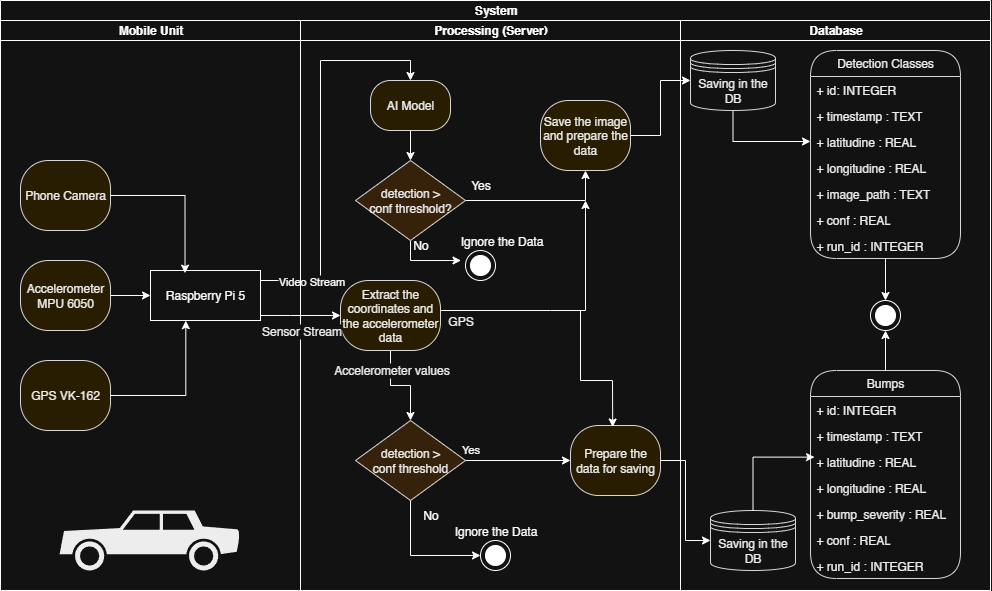 System
Mobile Unit
Processing (Server)
Database
Phone Camera
Accelerometer
MPU 6050
GPS VK-162
Raspberry Pi 5
Video Stream
Sensor Stream
AI Model
detection >
conf threshold?
Yes
No
Ignore the Data
Save the image
and prepare the
data
Extract the
coordinates and
the accelerometer
data
GPS
Accelerometer values
detection >
conf threshold
Yes
No
Ignore the Data
Prepare the
data for saving
Saving in the
DB
Detection Classes
+ id: INTEGER
+ timestamp : TEXT
+ latitudine : REAL
+ longitudine : REAL
+ image_path : TEXT
+ conf : REAL
+ run_id : INTEGER
Saving in the
DB
Bumps
+ id: INTEGER
+ timestamp : TEXT
+ latitudine : REAL
+ longitudine : REAL
+ bump_severity : REAL
+ conf : REAL
+ run_id : INTEGER